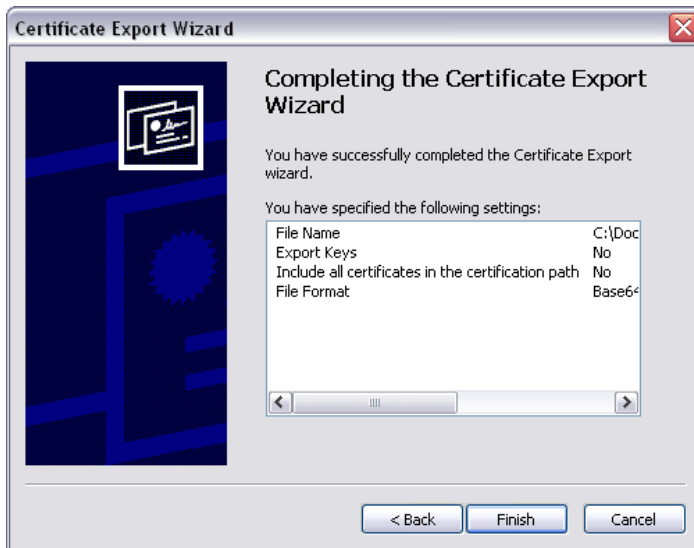 Certificate Export Wizard
Completing the Certificate Export
Wizard
You have successfully completed the Certificate Export
wizard.
You have specified the following settings:
File Name C:\Doc
Export Keys No
Include all certificates in the certification path No
File Format Base64
< Back Finish Cancel